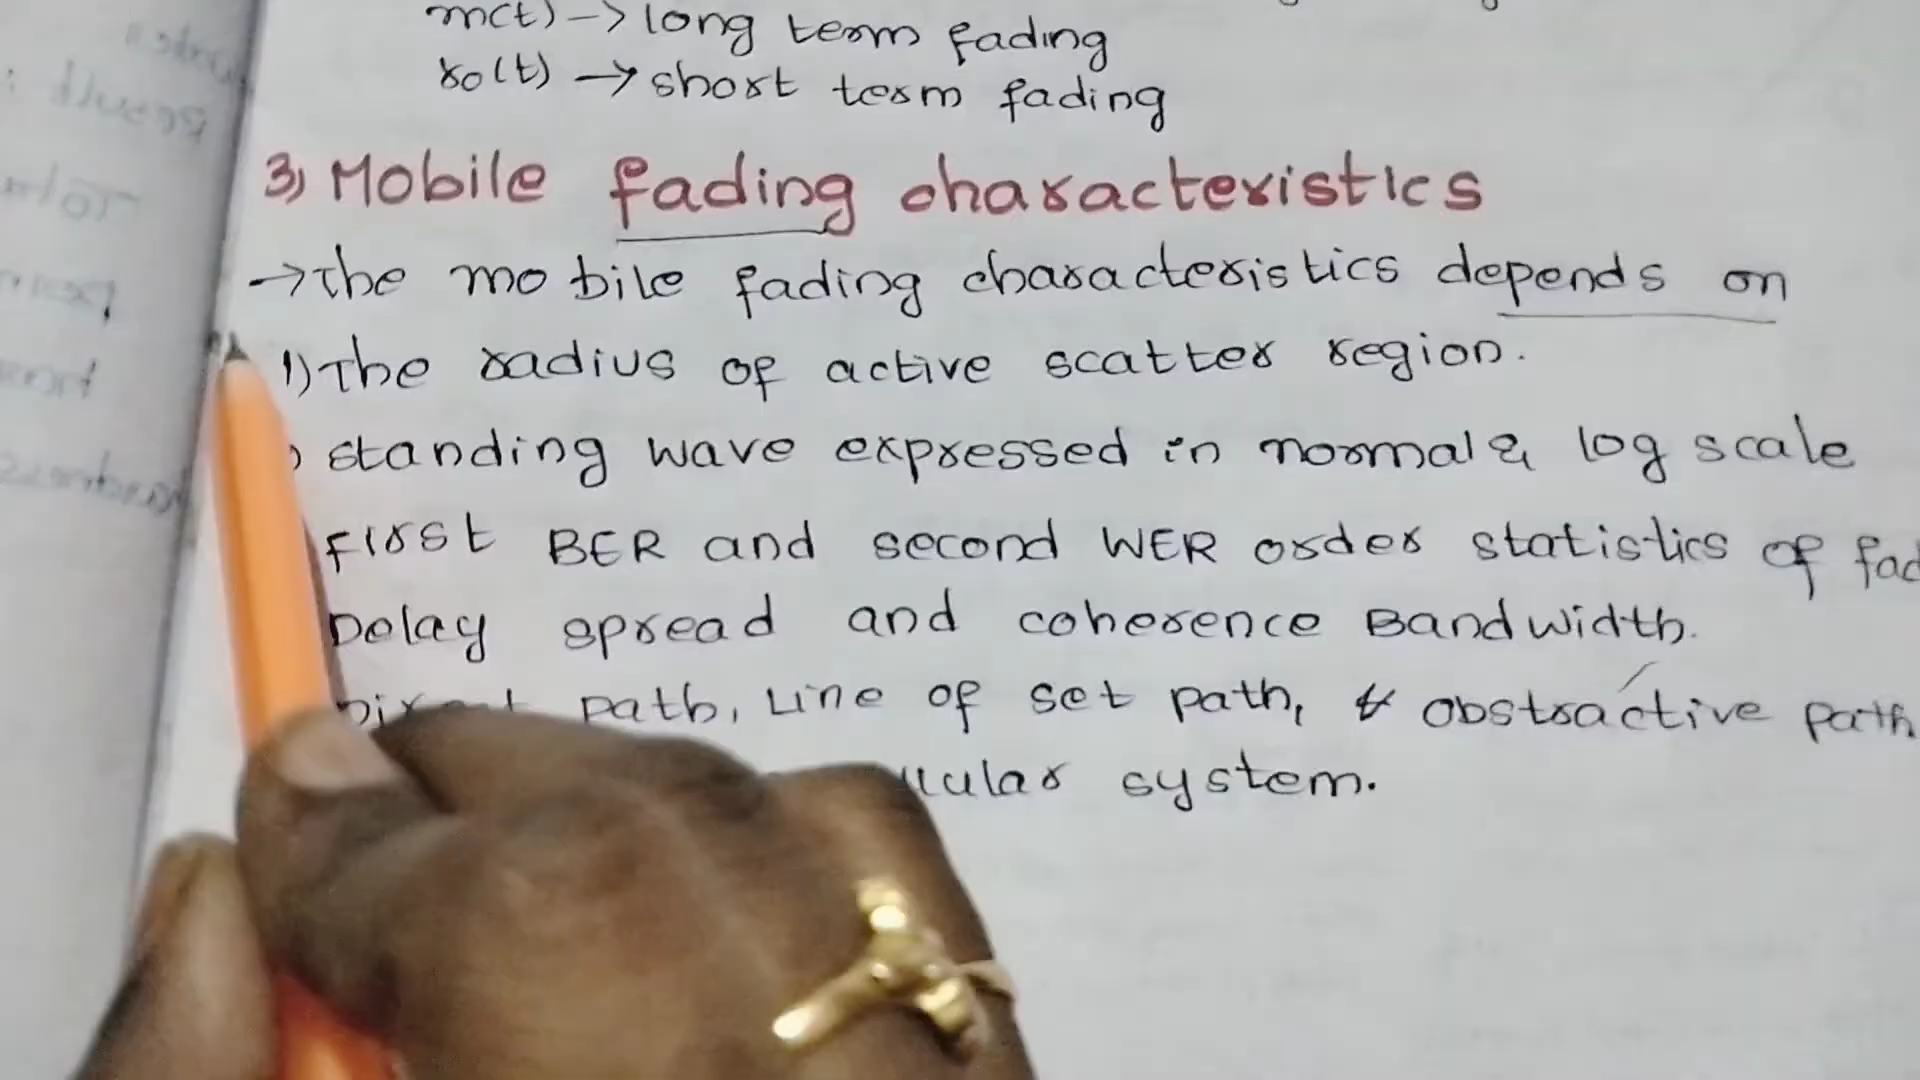 m(t) → long term fading
ro(t) → short term fading
3) Mobile fading characteristics
→ The mobile fading characteristics depends on
1) The radius of active scatter region.
) standing wave expressed in normal & log scale
First BER and second WER order statistics of fad
Delay spread and coherence Bandwidth.
path, Line of set path, & obstractive path
system.